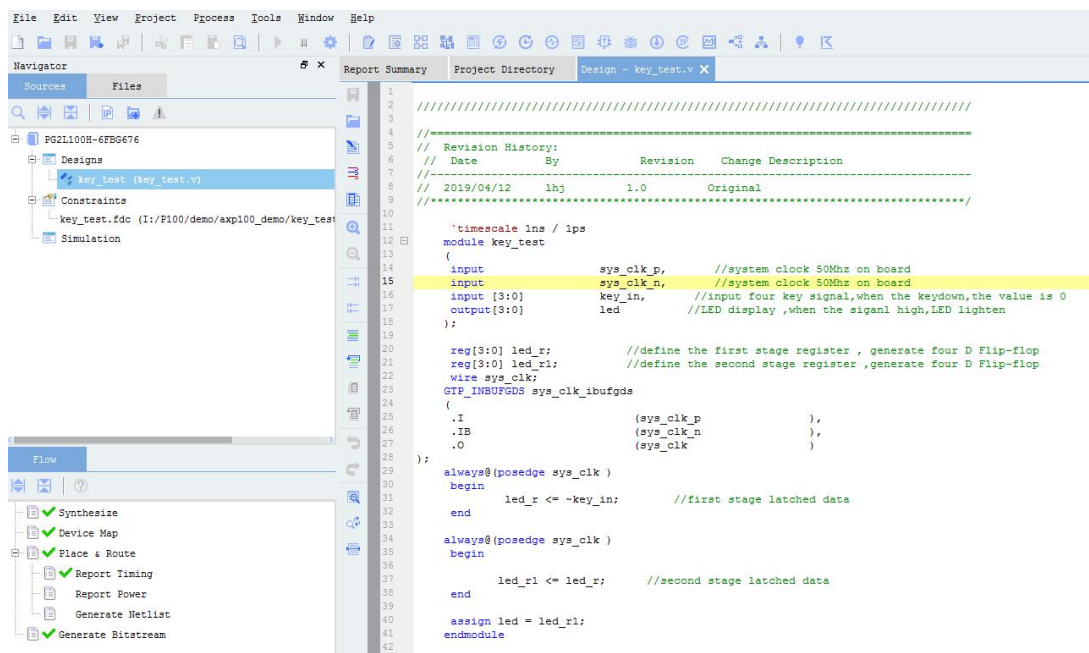 File Edit View Project Process Tools Window Help
Navigator
Sources Files
PG2L100H-6FBG676
Designs
key_test (key_test.v)
Constraints
key_test.fdc (I:/P100/demo/axp100_demo/key_test
Simulation
Flow
Synthesize
Device Map
Place & Route
Report Timing
Report Power
Generate Netlist
Generate Bitstream
Report Summary Project Directory Design - key_test.v
1
2 //////////////////////////////////////////////////////////////////////////////////
3
4 //================================================================================
5 // Revision History:
6 // Date By Revision Change Description
7 //--------------------------------------------------------------------------------
8 // 2019/04/12 lhj 1.0 Original
9 //*******************************************************************************/
10
11 `timescale 1ns / 1ps
12 module key_test
13 (
14 input sys_clk_p, //system clock 50Mhz on board
15 input sys_clk_n, //system clock 50Mhz on board
16 input [3:0] key_in, //input four key signal,when the keydown,the value is 0
17 output[3:0] led //LED display ,when the siganl high,LED lighten
18 );
19
20 reg[3:0] led_r; //define the first stage register , generate four D Flip-flop
21 reg[3:0] led_r1; //define the second stage register ,generate four D Flip-flop
22 wire sys_clk;
23 GTP_INBUFGDS sys_clk_ibufgds
24 (
25 .I (sys_clk_p ),
26 .IB (sys_clk_n ),
27 .O (sys_clk )
28 );
29 always@(posedge sys_clk )
30 begin
31 led_r <= ~key_in; //first stage latched data
32 end
33
34 always@(posedge sys_clk )
35 begin
36
37 led_r1 <= led_r; //second stage latched data
38 end
39
40 assign led = led_r1;
41 endmodule
42